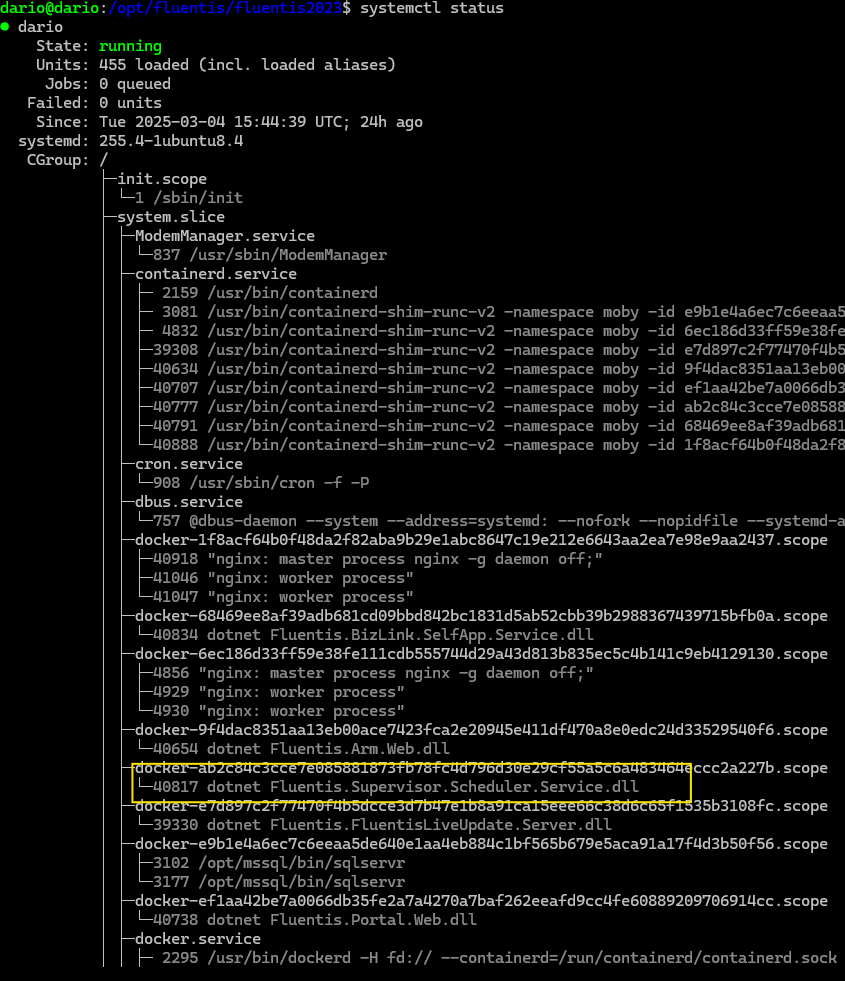 dario@dario:/opt/fluentis/fluentis2023$ systemctl status
● dario
    State: running
    Units: 455 loaded (incl. loaded aliases)
     Jobs: 0 queued
   Failed: 0 units
    Since: Tue 2025-03-04 15:44:39 UTC; 24h ago
  systemd: 255.4-1ubuntu8.4
   CGroup: /
           ├─init.scope
           │ └─1 /sbin/init
           ├─system.slice
           │ ├─ModemManager.service
           │ │ └─837 /usr/sbin/ModemManager
           │ ├─containerd.service
           │ │ ├─ 2159 /usr/bin/containerd
           │ │ ├─ 3081 /usr/bin/containerd-shim-runc-v2 -namespace moby -id e9b1e4a6ec7c6eeaa5
           │ │ ├─ 4832 /usr/bin/containerd-shim-runc-v2 -namespace moby -id 6ec186d33ff59e38fe
           │ │ ├─39308 /usr/bin/containerd-shim-runc-v2 -namespace moby -id e7d897c2f77470f4b5
           │ │ ├─40634 /usr/bin/containerd-shim-runc-v2 -namespace moby -id 9f4dac8351aa13eb00
           │ │ ├─40707 /usr/bin/containerd-shim-runc-v2 -namespace moby -id ef1aa42be7a0066db3
           │ │ ├─40777 /usr/bin/containerd-shim-runc-v2 -namespace moby -id ab2c84c3cce7e08588
           │ │ ├─40791 /usr/bin/containerd-shim-runc-v2 -namespace moby -id 68469ee8af39adb681
           │ │ └─40888 /usr/bin/containerd-shim-runc-v2 -namespace moby -id 1f8acf64b0f48da2f8
           │ ├─cron.service
           │ │ └─908 /usr/sbin/cron -f -P
           │ ├─dbus.service
           │ │ └─757 @dbus-daemon --system --address=systemd: --nofork --nopidfile --systemd-a
           │ ├─docker-1f8acf64b0f48da2f82aba9b29e1abc8647c19e212e6643aa2ea7e98e9aa2437.scope
           │ │ ├─40918 "nginx: master process nginx -g daemon off;"
           │ │ ├─41046 "nginx: worker process"
           │ │ └─41047 "nginx: worker process"
           │ ├─docker-68469ee8af39adb681cd09bbd842bc1831d5ab52cbb39b2988367439715bfb0a.scope
           │ │ └─40834 dotnet Fluentis.BizLink.SelfApp.Service.dll
           │ ├─docker-6ec186d33ff59e38fe111cdb555744d29a43d813b835ec5c4b141c9eb4129130.scope
           │ │ ├─4856 "nginx: master process nginx -g daemon off;"
           │ │ ├─4929 "nginx: worker process"
           │ │ └─4930 "nginx: worker process"
           │ ├─docker-9f4dac8351aa13eb00ace7423fca2e20945e411df470a8e0edc24d33529540f6.scope
           │ │ └─40654 dotnet Fluentis.Arm.Web.dll
           │ ├─docker-ab2c84c3cce7e085881873fb78fc4d796d30e29cf55a5c6a483464eccc2a227b.scope
           │ │ └─40817 dotnet Fluentis.Supervisor.Scheduler.Service.dll
           │ ├─docker-e7d897c2f77470f4b5dcce3d7b47e1b8a91ca15eee66c38d6c65f1535b3108fc.scope
           │ │ └─39330 dotnet Fluentis.FluentisLiveUpdate.Server.dll
           │ ├─docker-e9b1e4a6ec7c6eeaa5de640e1aa4eb884c1bf565b679e5aca91a17f4d3b50f56.scope
           │ │ ├─3102 /opt/mssql/bin/sqlservr
           │ │ └─3177 /opt/mssql/bin/sqlservr
           │ ├─docker-ef1aa42be7a0066db35fe2a7a4270a7baf262eeafd9cc4fe60889209706914cc.scope
           │ │ └─40738 dotnet Fluentis.Portal.Web.dll
           │ ├─docker.service
           │ │ ├─ 2295 /usr/bin/dockerd -H fd:// --containerd=/run/containerd/containerd.sock